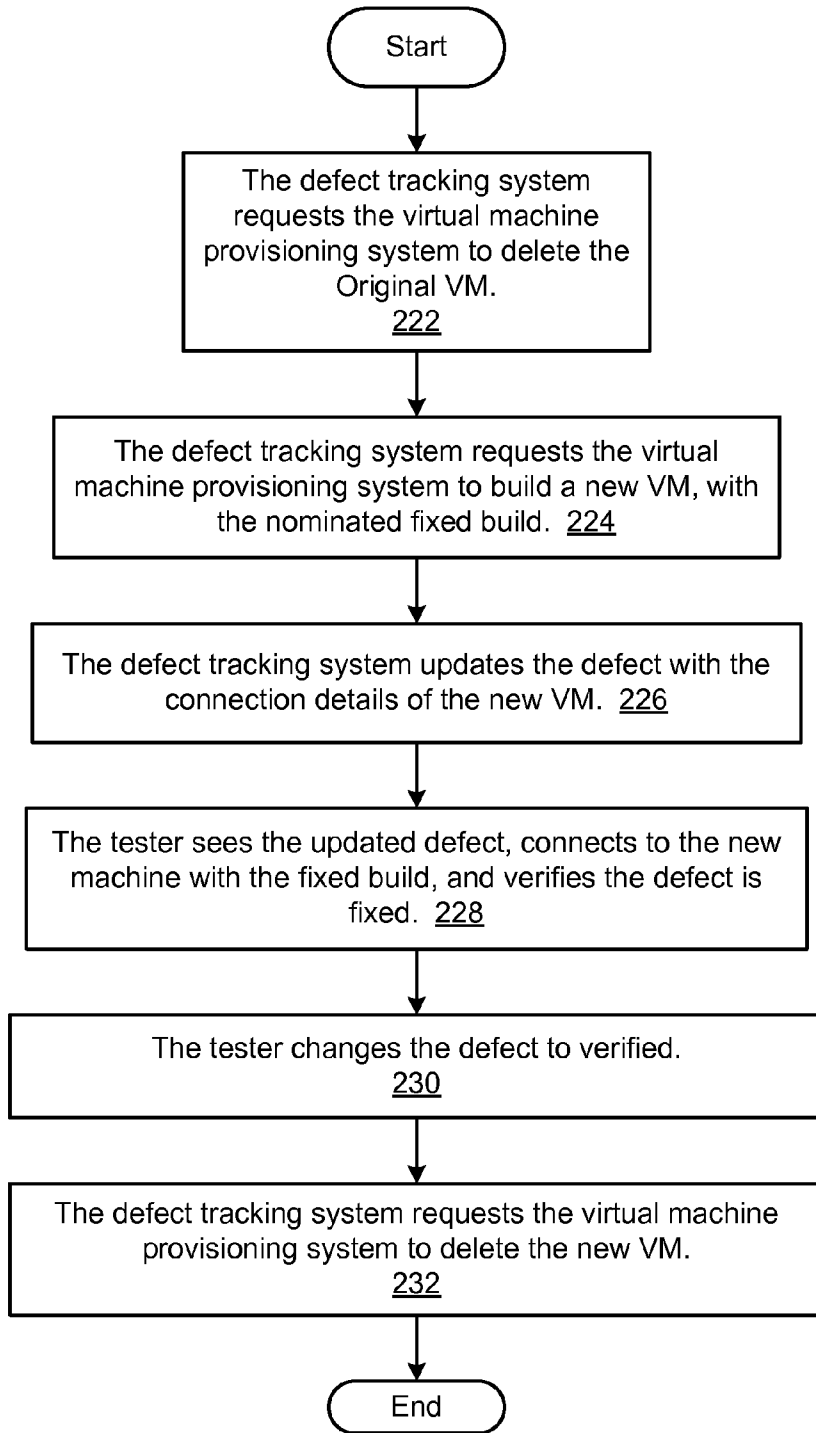 Start
The defect tracking system
requests the virtual machine
provisioning system to delete the
Original VM.
222
The defect tracking system requests the virtual
machine provisioning system to build a new VM, with
the nominated fixed build. 224
The defect tracking system updates the defect with the
connection details of the new VM. 226
The tester sees the updated defect, connects to the new
machine with the fixed build, and verifies the defect is
fixed. 228
The tester changes the defect to verified.
230
The defect tracking system requests the virtual machine
provisioning system to delete the new VM.
232
End